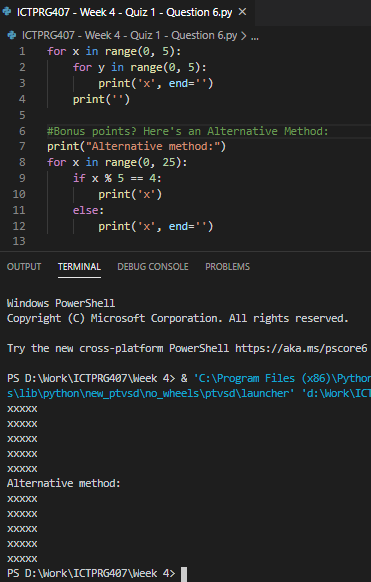 ICTPRG407 - Week 4 - Quiz 1 - Question 6.py ×
ICTPRG407 - Week 4 - Quiz 1 - Question 6.py > ...
1 for x in range(0, 5):
2     for y in range(0, 5):
3         print('x', end='')
4     print('')
5
6 #Bonus points? Here's an Alternative Method:
7 print("Alternative method:")
8 for x in range(0, 25):
9     if x % 5 == 4:
10         print('x')
11     else:
12         print('x', end='')
13
OUTPUT TERMINAL DEBUG CONSOLE PROBLEMS
Windows PowerShell
Copyright (C) Microsoft Corporation. All rights reserved.
Try the new cross-platform PowerShell https://aka.ms/pscore6
PS D:\Work\ICTPRG407\Week 4> & 'C:\Program Files (x86)\Python
s\lib\python\new_ptvsd\no_wheels\ptvsd\launcher' 'd:\Work\ICT
xxxxx
xxxxx
xxxxx
xxxxx
xxxxx
Alternative method:
xxxxx
xxxxx
xxxxx
xxxxx
xxxxx
PS D:\Work\ICTPRG407\Week 4>